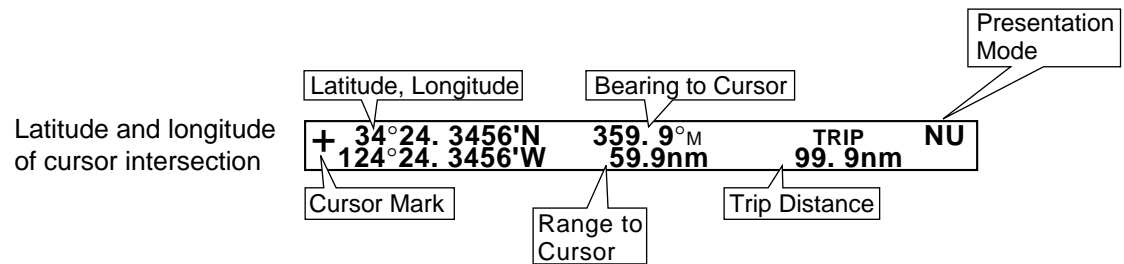 Presentation
Mode
Latitude, Longitude
Bearing to Cursor
Latitude and longitude
of cursor intersection
+ 34°24. 3456'N 359. 9°M TRIP NU
124°24. 3456'W 59.9nm 99. 9nm
Cursor Mark
Range to
Cursor
Trip Distance